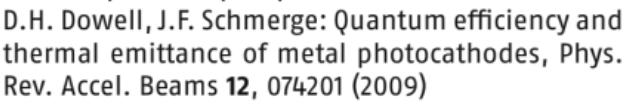 D.H. Dowell, J.F. Schmerge: Quantum efficiency and
thermal emittance of metal photocathodes, Phys.
Rev. Accel. Beams 12, 074201 (2009)